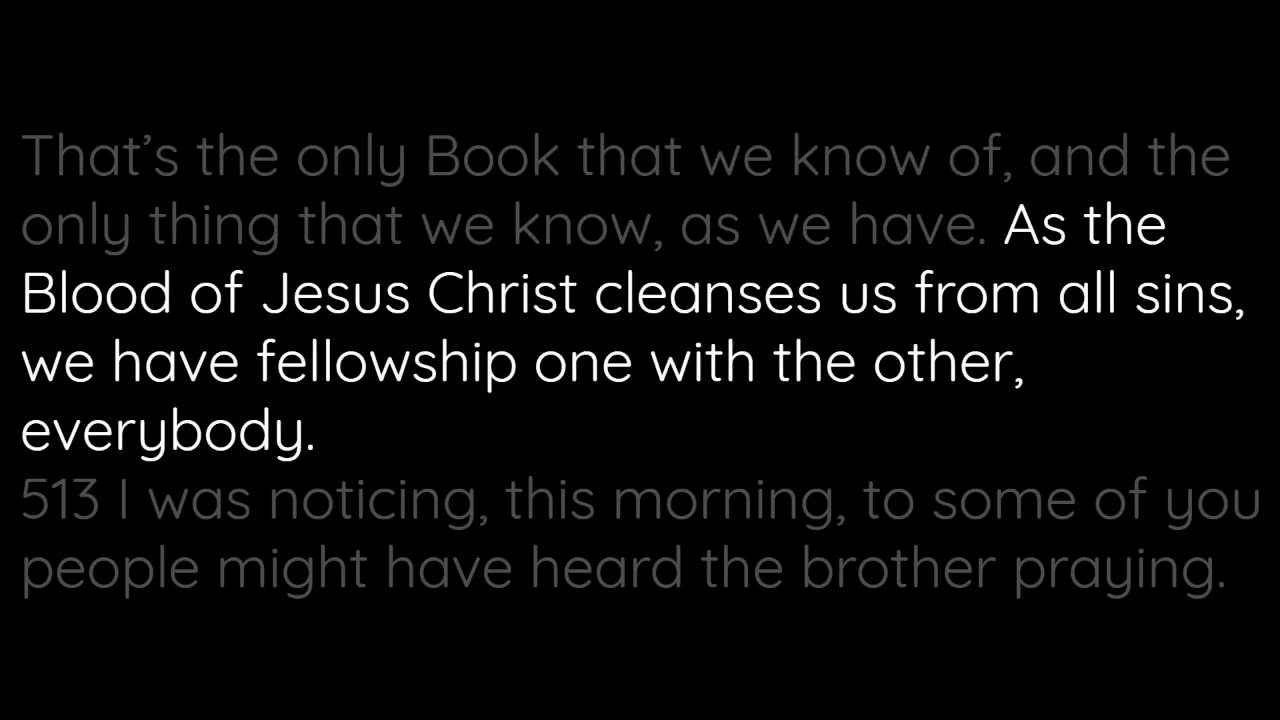 That’s the only Book that we know of, and the
only thing that we know, as we have. As the
Blood of Jesus Christ cleanses us from all sins,
we have fellowship one with the other,
everybody.
513 I was noticing, this morning, to some of you
people might have heard the brother praying.